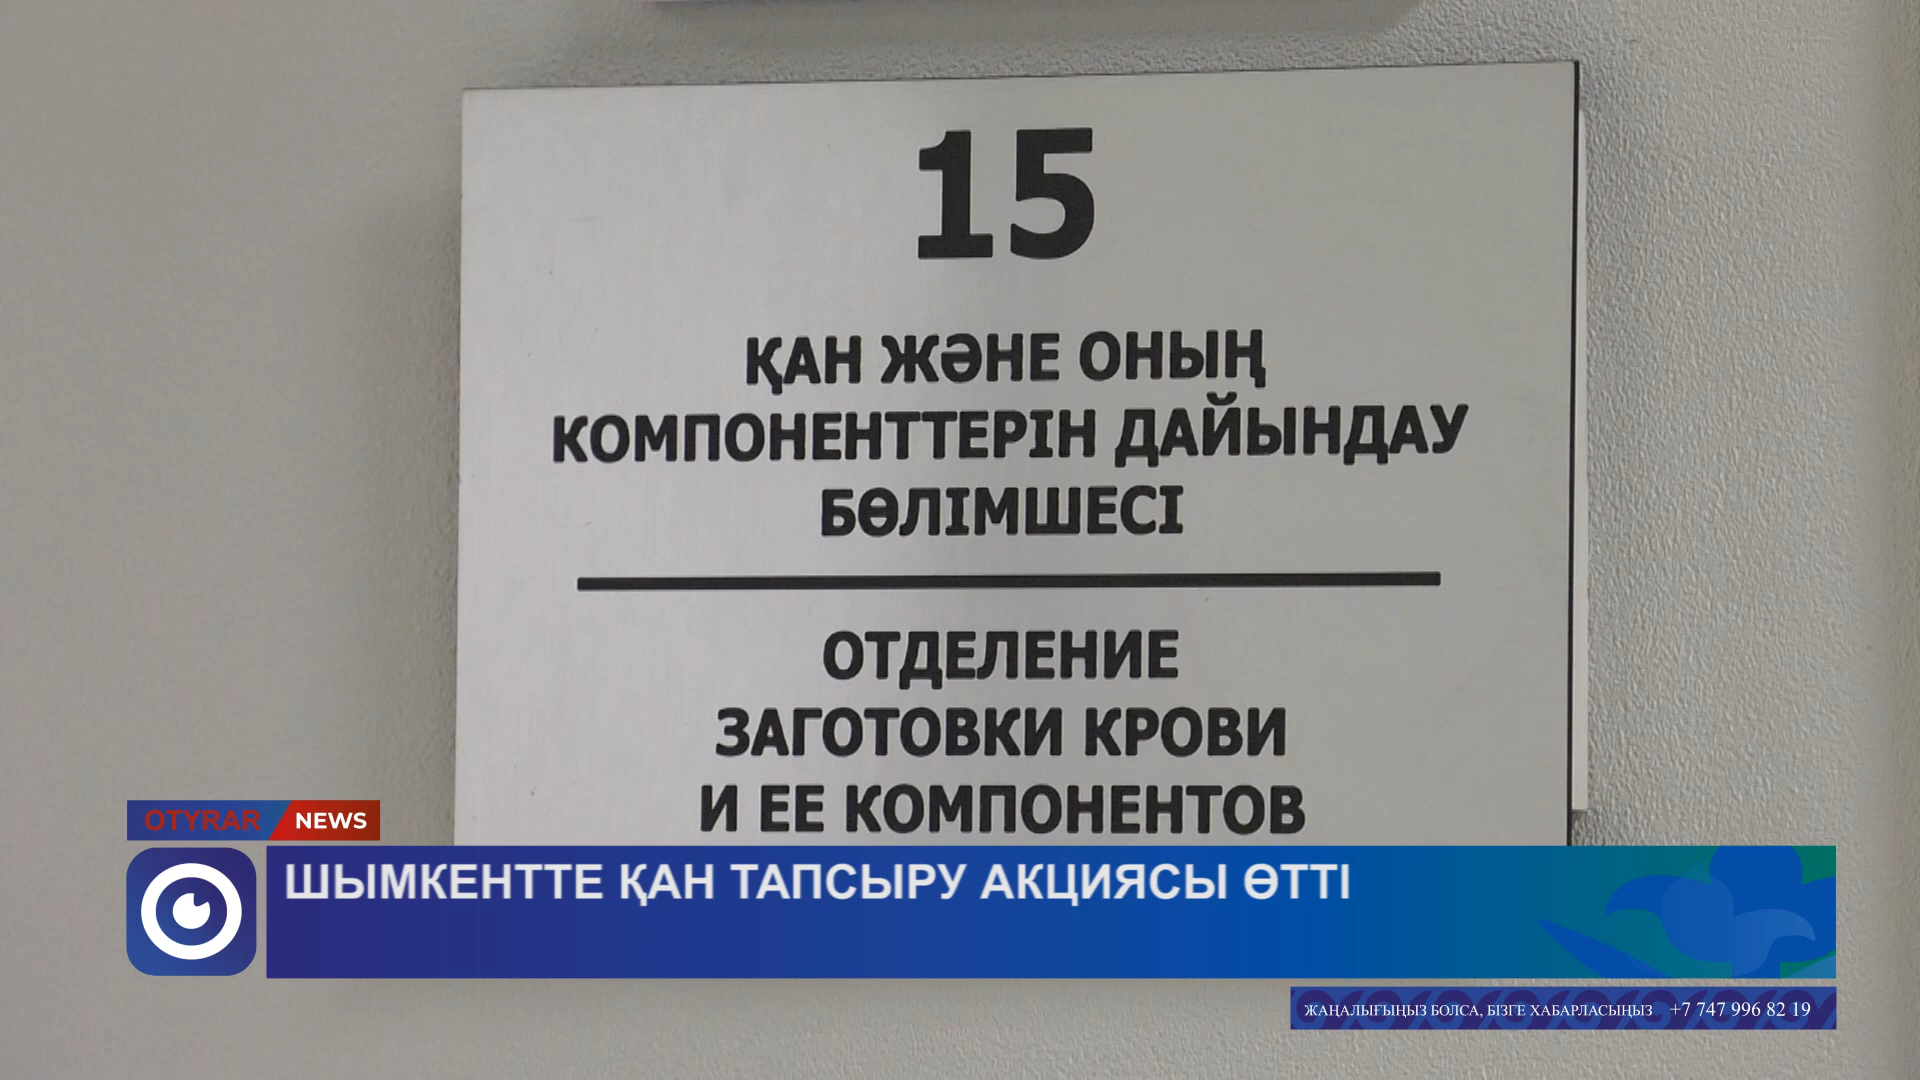 15
ҚАН ЖӘНЕ ОНЫҢ
КОМПОНЕНТТЕРІН ДАЙЫНДАУ
БӨЛІМШЕСІ
ОТДЕЛЕНИЕ
ЗАГОТОВКИ КРОВИ
И ЕЕ КОМПОНЕНТОВ
OTYRAR NEWS
ШЫМКЕНТТЕ ҚАН ТАПСЫРУ АКЦИЯСЫ ӨТТІ
ЖАҢАЛЫҒЫҢЫЗ БОЛСА, БІЗГЕ ХАБАРЛАСЫҢЫЗ +7 747 996 82 19